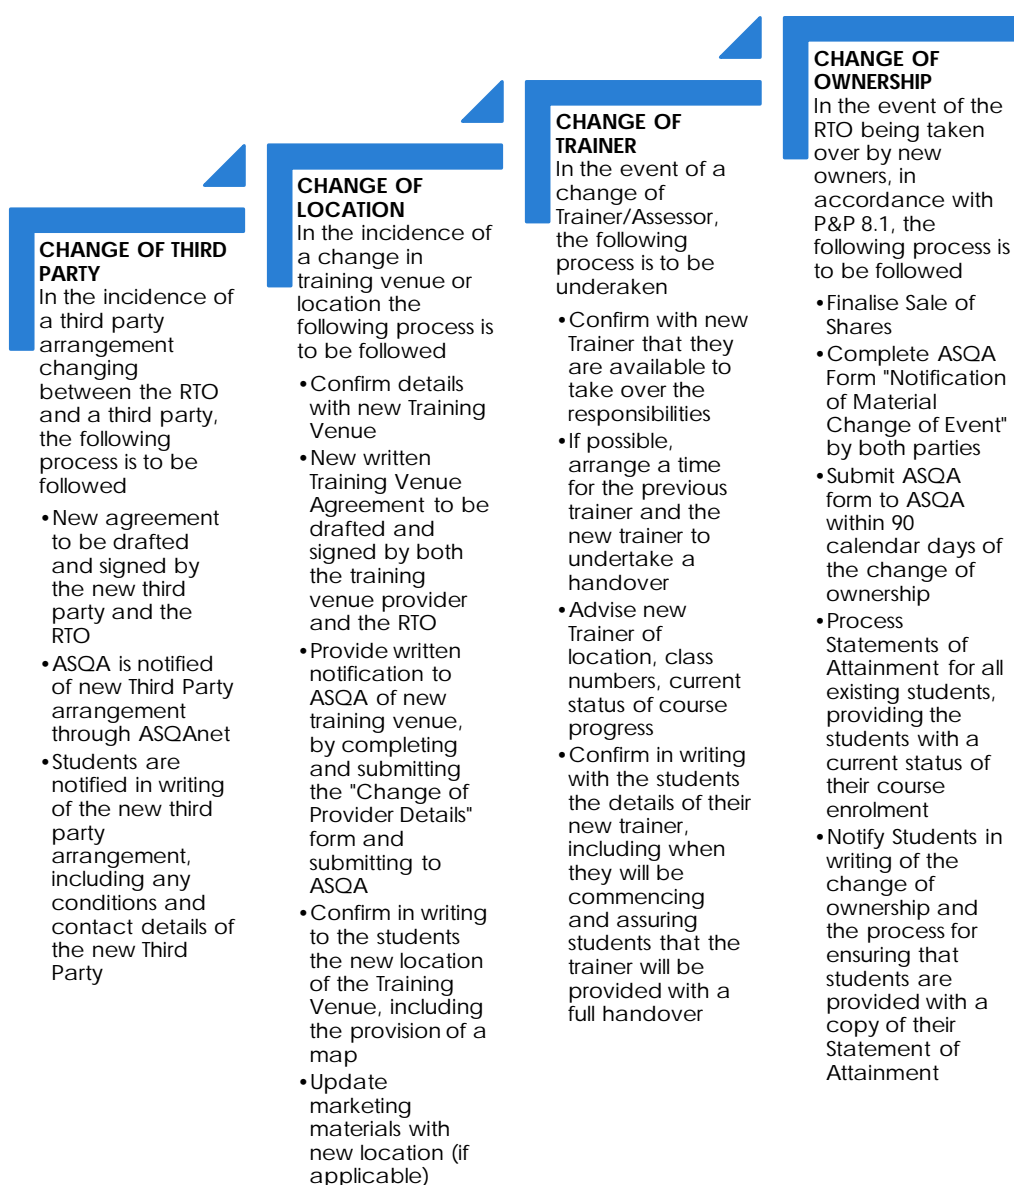 CHANGE OF THIRD
PARTY
In the incidence of
a third party
arrangement
changing
between the RTO
and a third party,
the following
process is to be
followed
•New agreement
to be drafted
and signed by
the new third
party and the
RTO
•ASQA is notified
of new Third Party
arrangement
through ASQAnet
•Students are
notified in writing
of the new third
party
arrangement,
including any
conditions and
contact details of
the new Third
Party
CHANGE OF
LOCATION
In the incidence of
a change in
training venue or
location the
following process is
to be followed
•Confirm details
with new Training
Venue
•New written
Training Venue
Agreement to be
drafted and
signed by both
the training
venue provider
and the RTO
•Provide written
notification to
ASQA of new
training venue,
by completing
and submitting
the "Change of
Provider Details"
form and
submitting to
ASQA
•Confirm in writing
to the students
the new location
of the Training
Venue, including
the provision of a
map
•Update
marketing
materials with
new location (if
applicable)
CHANGE OF
TRAINER
In the event of a
change of
Trainer/Assessor,
the following
process is to be
underaken
•Confirm with new
Trainer that they
are available to
take over the
responsibilities
•If possible,
arrange a time
for the previous
trainer and the
new trainer to
undertake a
handover
•Advise new
Trainer of
location, class
numbers, current
status of course
progress
•Confirm in writing
with the students
the details of their
new trainer,
including when
they will be
commencing
and assuring
students that the
trainer will be
provided with a
full handover
CHANGE OF
OWNERSHIP
In the event of the
RTO being taken
over by new
owners, in
accordance with
P&P 8.1, the
following process is
to be followed
•Finalise Sale of
Shares
•Complete ASQA
Form "Notification
of Material
Change of Event"
by both parties
•Submit ASQA
form to ASQA
within 90
calendar days of
the change of
ownership
•Process
Statements of
Attainment for all
existing students,
providing the
students with a
current status of
their course
enrolment
•Notify Students in
writing of the
change of
ownership and
the process for
ensuring that
students are
provided with a
copy of their
Statement of
Attainment